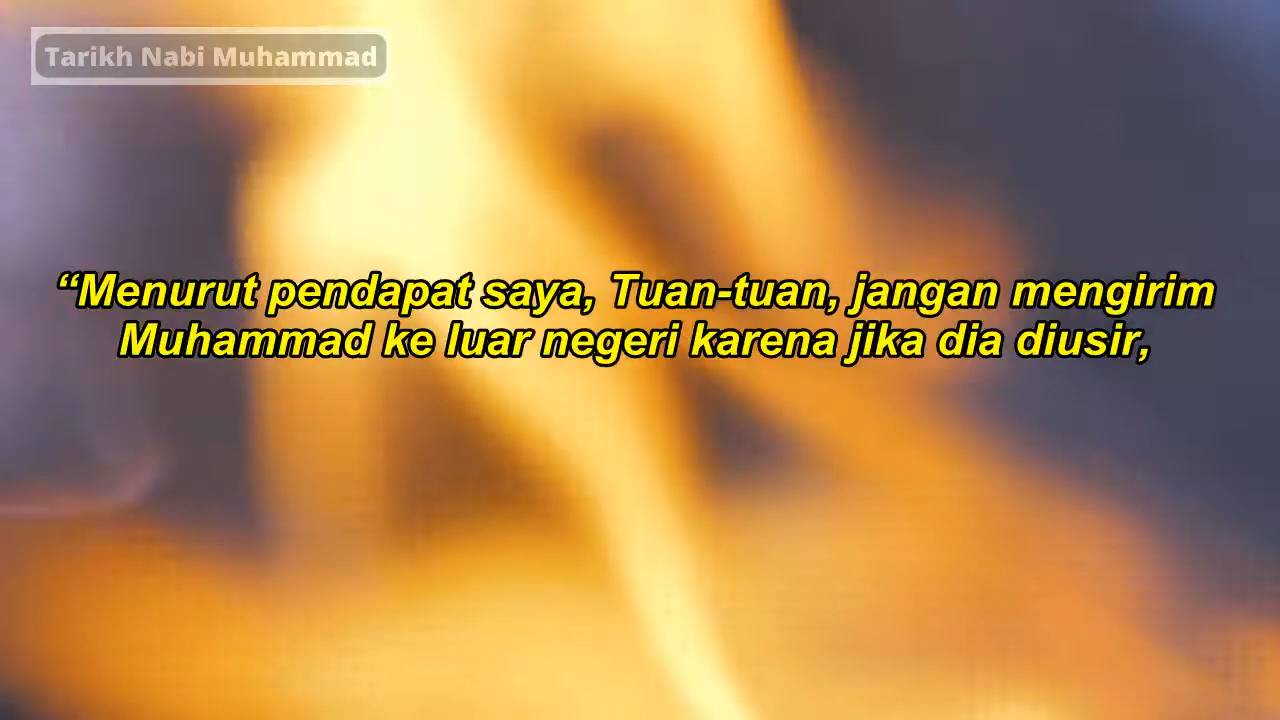 Tarikh Nabi Muhammad
“Menurut pendapat saya, Tuan-tuan, jangan mengirim
Muhammad ke luar negeri karena jika dia diusir,